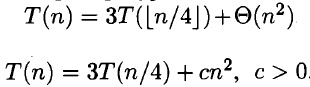 T(n) = 3T(⌊n/4⌋)+Θ(n²)
T(n) = 3T(n/4) + cn², c > 0.